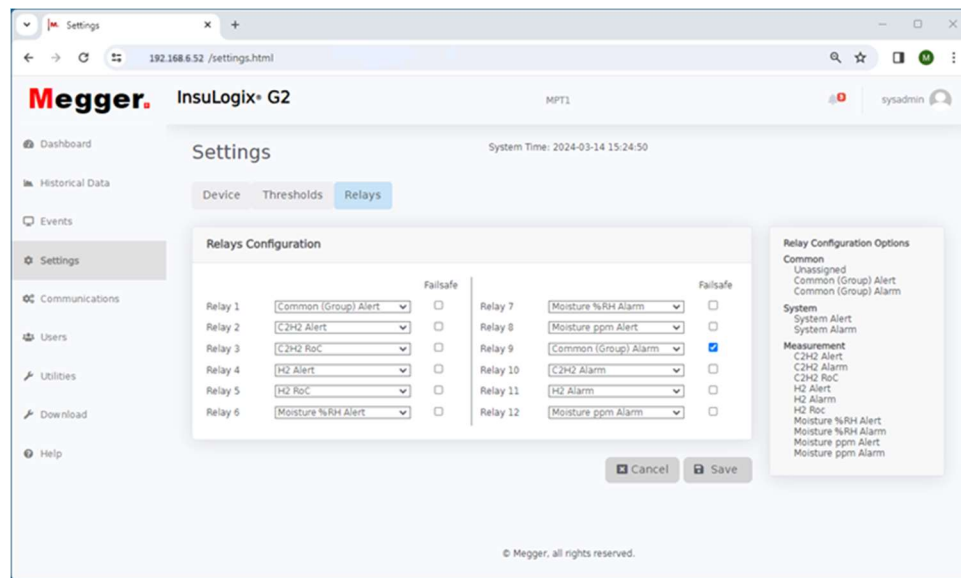 Settings
192.168.6.52 /settings.html
M
Megger.
InsuLogix® G2
MPT1
sysadmin
Dashboard
Historical Data
Events
Settings
Communications
Users
Utilities
Download
Help
Settings
System Time: 2024-03-14 15:24:50
Device Thresholds Relays
Relays Configuration
Failsafe
Relay 1 Common (Group) Alert
Relay 2 C2H2 Alert
Relay 3 C2H2 RoC
Relay 4 H2 Alert
Relay 5 H2 RoC
Relay 6 Moisture %RH Alert
Failsafe
Relay 7 Moisture %RH Alarm
Relay 8 Moisture ppm Alert
Relay 9 Common (Group) Alarm
Relay 10 C2H2 Alarm
Relay 11 H2 Alarm
Relay 12 Moisture ppm Alarm
Cancel Save
Relay Configuration Options
Common
Unassigned
Common (Group) Alert
Common (Group) Alarm
System
System Alert
System Alarm
Measurement
C2H2 Alert
C2H2 Alarm
C2H2 RoC
H2 Alert
H2 Alarm
H2 Roc
Moisture %RH Alert
Moisture %RH Alarm
Moisture ppm Alert
Moisture ppm Alarm
© Megger, all rights reserved.